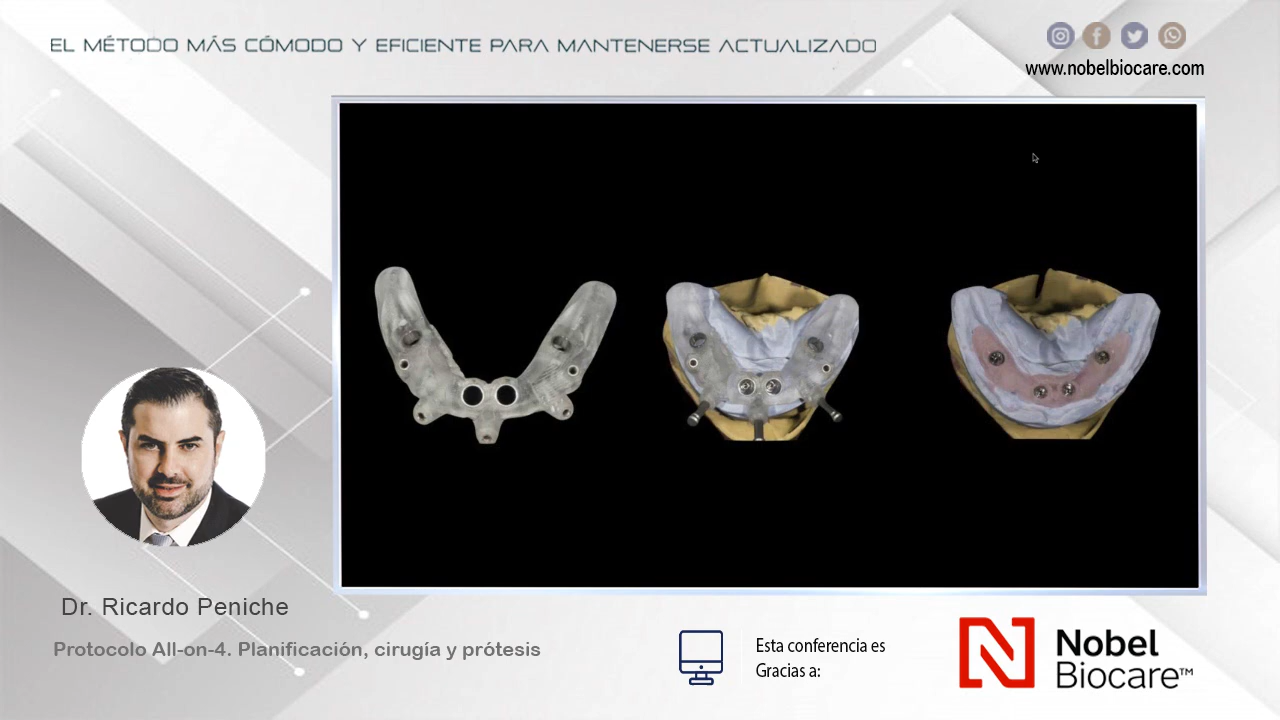 EL MÉTODO MÁS CÓMODO Y EFICIENTE PARA MANTENERSE ACTUALIZADO
www.nobelbiocare.com
Dr. Ricardo Peniche
Protocolo All-on-4. Planificación, cirugía y prótesis
Esta conferencia es
Gracias a:
Nobel
Biocare™